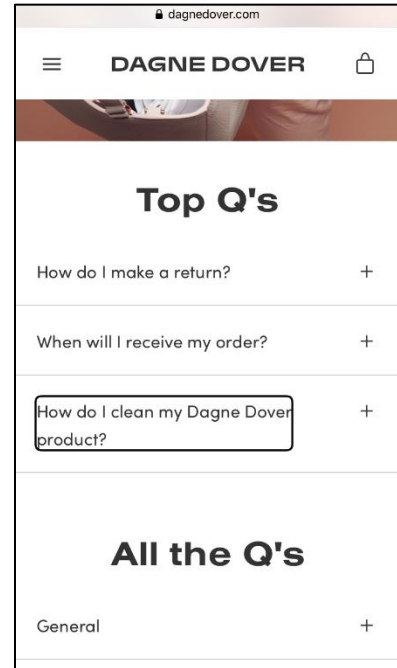 dagnedover.com
DAGNE DOVER
Top Q's
How do I make a return?
+
When will I receive my order?
+
How do I clean my Dagne Dover
+
product?
All the Q's
General
+